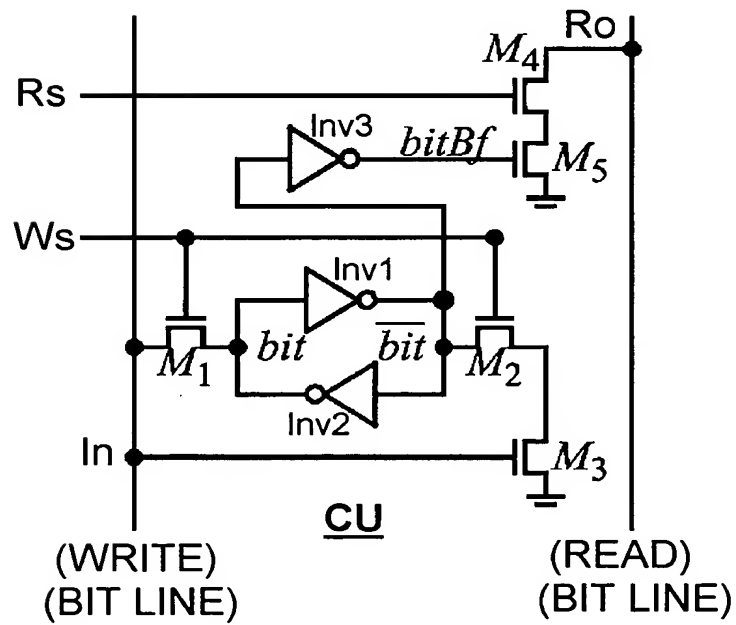 Ro
M4
Rs
Inv3
bitBf
M5
Ws
Inv1
M1
bit
bit
M2
Inv2
In
M3
CU
(WRITE)
(BIT LINE)
(READ)
(BIT LINE)